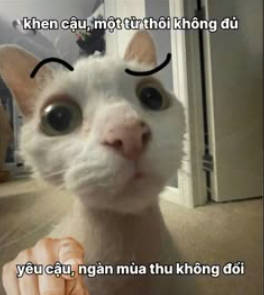 khen cậu, một từ thôi không đủ
yêu cậu, ngàn mùa thu không đổi